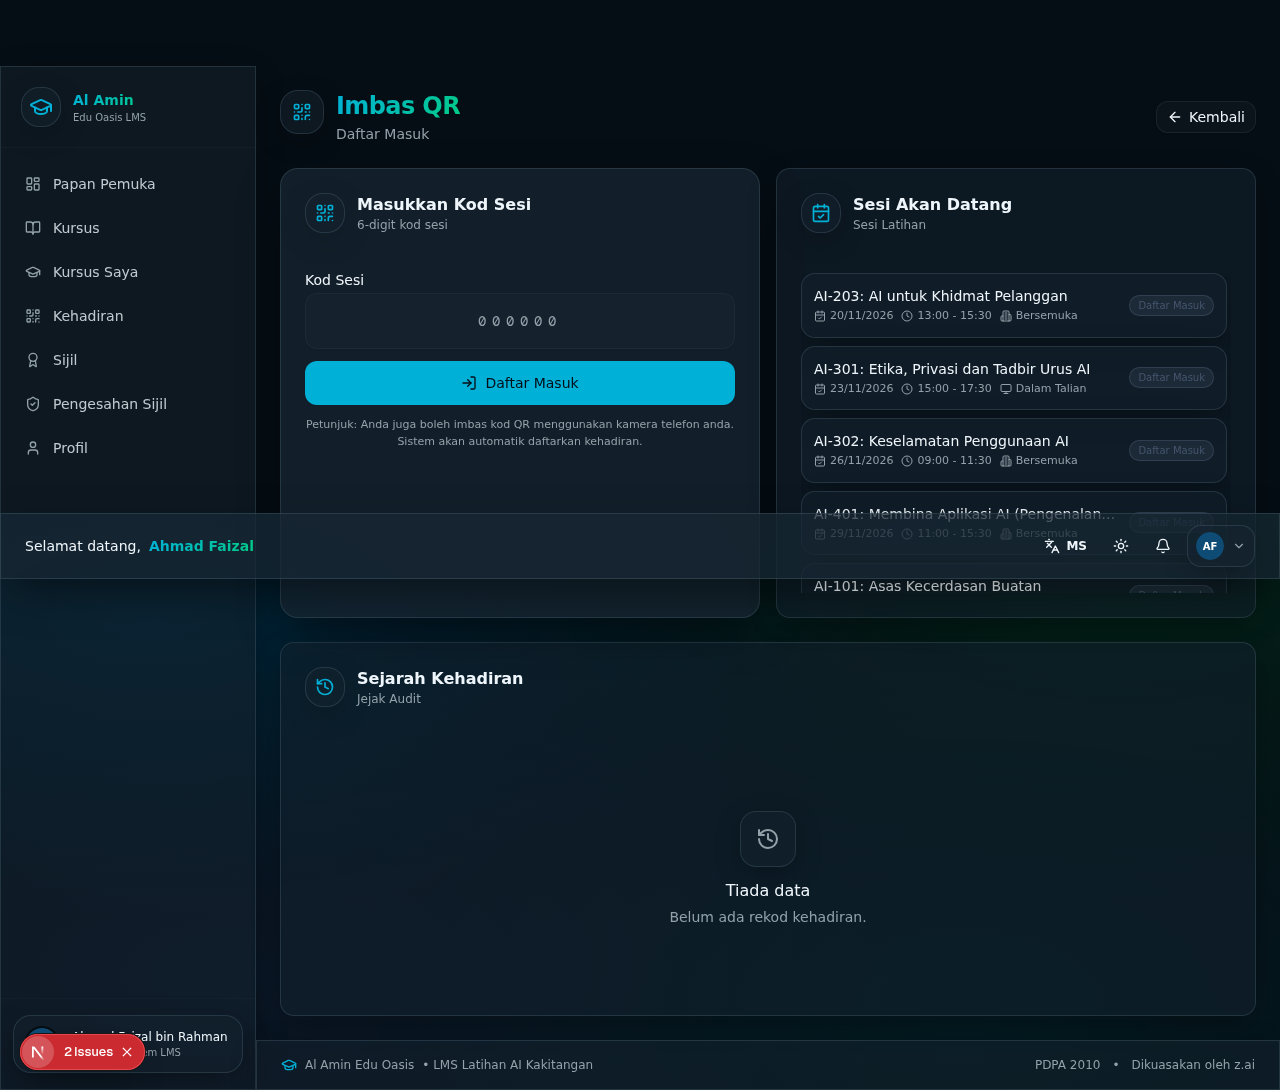 Al Amin
Edu Oasis LMS
Papan Pemuka
Kursus
Kursus Saya
Kehadiran
Sijil
Pengesahan Sijil
Profil
Imbas QR
Daftar Masuk
Kembali
Masukkan Kod Sesi
6-digit kod sesi
Kod Sesi
000000
Daftar Masuk
Petunjuk: Anda juga boleh imbas kod QR menggunakan kamera telefon anda.
Sistem akan automatik daftarkan kehadiran.
Sesi Akan Datang
Sesi Latihan
AI-203: AI untuk Khidmat Pelanggan
20/11/2026 13:00 - 15:30 Bersemuka
Daftar Masuk
AI-301: Etika, Privasi dan Tadbir Urus AI
23/11/2026 15:00 - 17:30 Dalam Talian
Daftar Masuk
AI-302: Keselamatan Penggunaan AI
26/11/2026 09:00 - 11:30 Bersemuka
Daftar Masuk
AI-401: Membina Aplikasi AI (Pengenalan...
29/11/2026 11:00 - 15:30 Bersemuka
Daftar Masuk
AI-101: Asas Kecerdasan Buatan
Selamat datang, Ahmad Faizal
MS
AF
Sejarah Kehadiran
Jejak Audit
Tiada data
Belum ada rekod kehadiran.
zal bin Rahman
LMS
2 Issues
Al Amin Edu Oasis • LMS Latihan AI Kakitangan
PDPA 2010 • Dikuasakan oleh z.ai